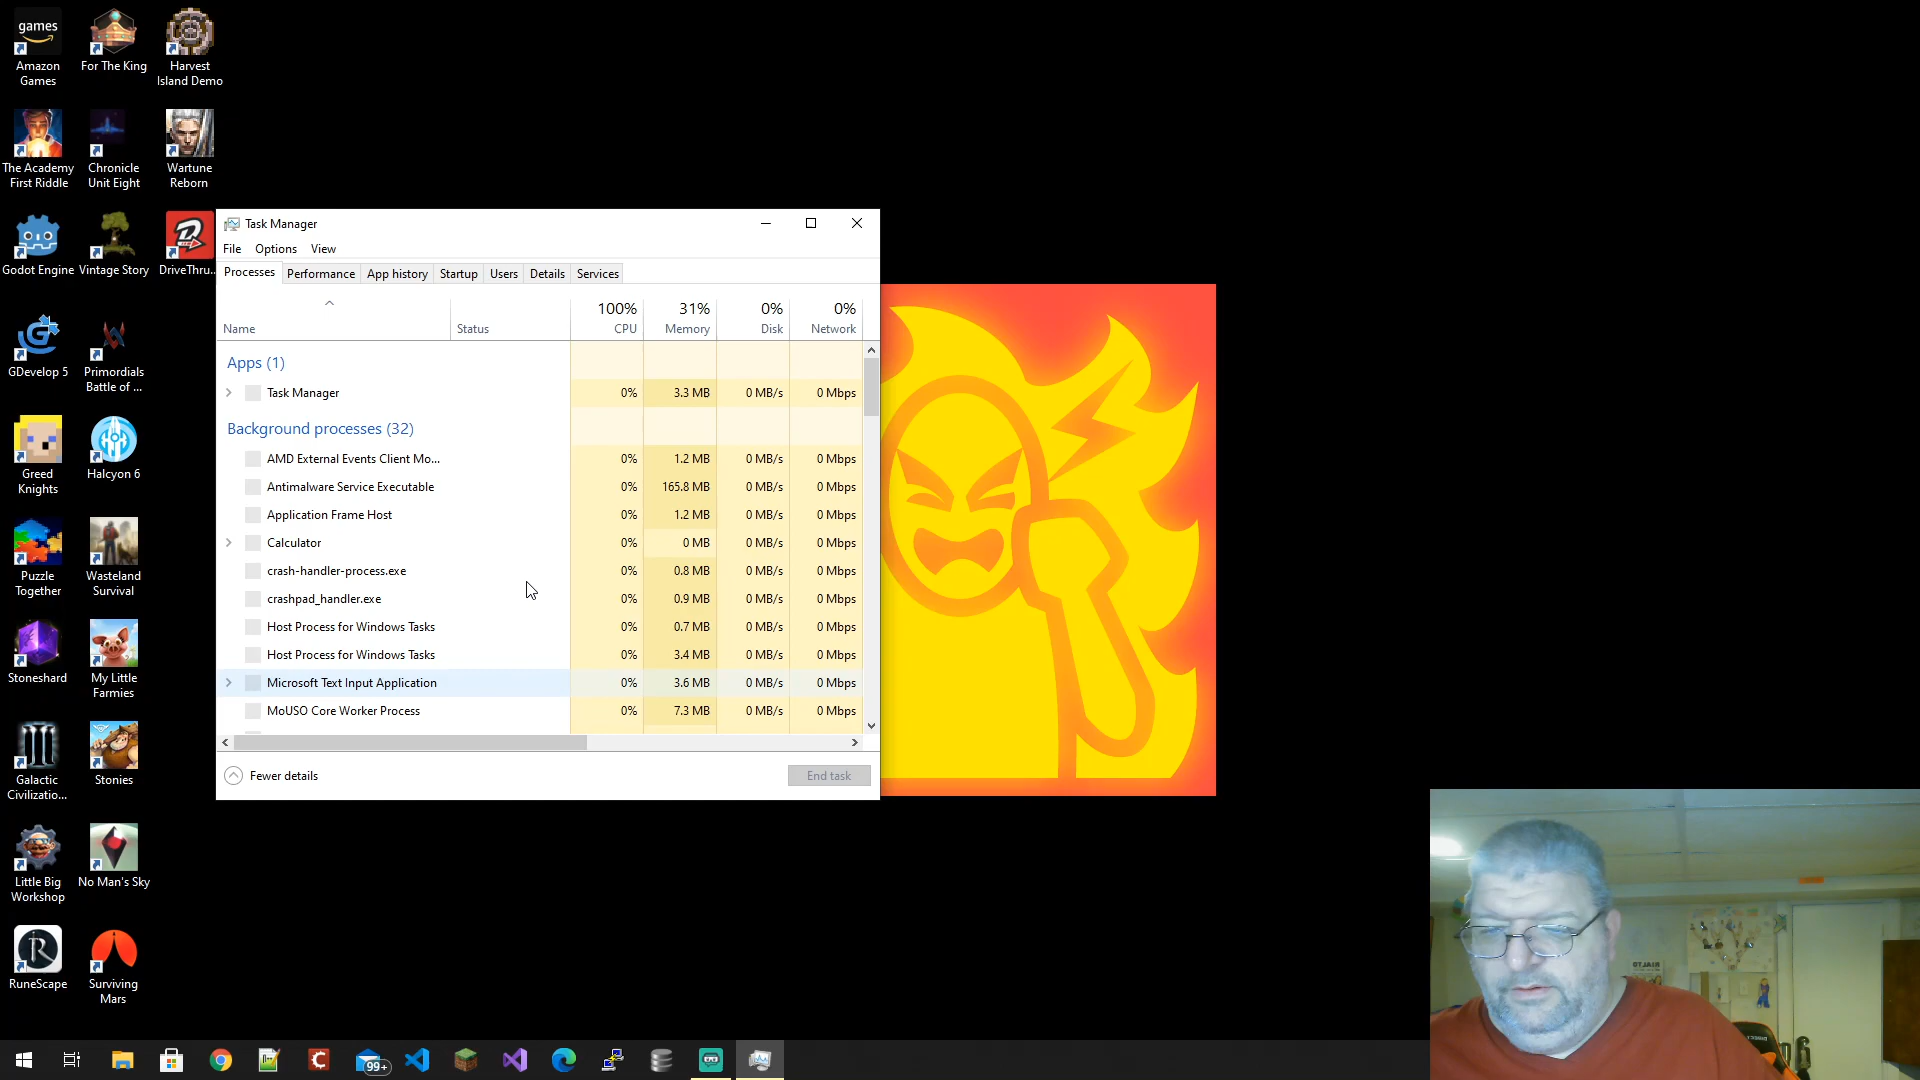 games
Amazon
Games
For The King
Harvest
Island Demo
The Academy
First Riddle
Chronicle
Unit Eight
Wartune
Reborn
Godot Engine
Vintage Story
DriveThru...
GDevelop 5
Primordials
Battle of ...
Greed
Knights
Halcyon 6
Puzzle
Together
Wasteland
Survival
Stoneshard
My Little
Farmies
Galactic
Civilizatio...
Stonies
Little Big
Workshop
No Man's Sky
RuneScape
Surviving
Mars
Task Manager
File Options View
Processes Performance App history Startup Users Details Services
100% 31% 0% 0%
Name Status CPU Memory Disk Network
Apps (1)
Task Manager 0% 3.3 MB 0 MB/s 0 Mbps
Background processes (32)
AMD External Events Client Mo... 0% 1.2 MB 0 MB/s 0 Mbps
Antimalware Service Executable 0% 165.8 MB 0 MB/s 0 Mbps
Application Frame Host 0% 1.2 MB 0 MB/s 0 Mbps
Calculator 0% 0 MB 0 MB/s 0 Mbps
crash-handler-process.exe 0% 0.8 MB 0 MB/s 0 Mbps
crashpad_handler.exe 0% 0.9 MB 0 MB/s 0 Mbps
Host Process for Windows Tasks 0% 0.7 MB 0 MB/s 0 Mbps
Host Process for Windows Tasks 0% 3.4 MB 0 MB/s 0 Mbps
Microsoft Text Input Application 0% 3.6 MB 0 MB/s 0 Mbps
MoUSO Core Worker Process 0% 7.3 MB 0 MB/s 0 Mbps
Fewer details
End task
99+